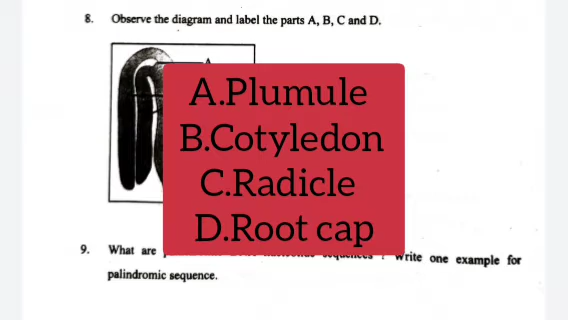 8. Observe the diagram and label the parts A, B, C and D.
A.Plumule
B.Cotyledon
C.Radicle
D.Root cap
9. What are sequences ? Write one example for
palindromic sequence.